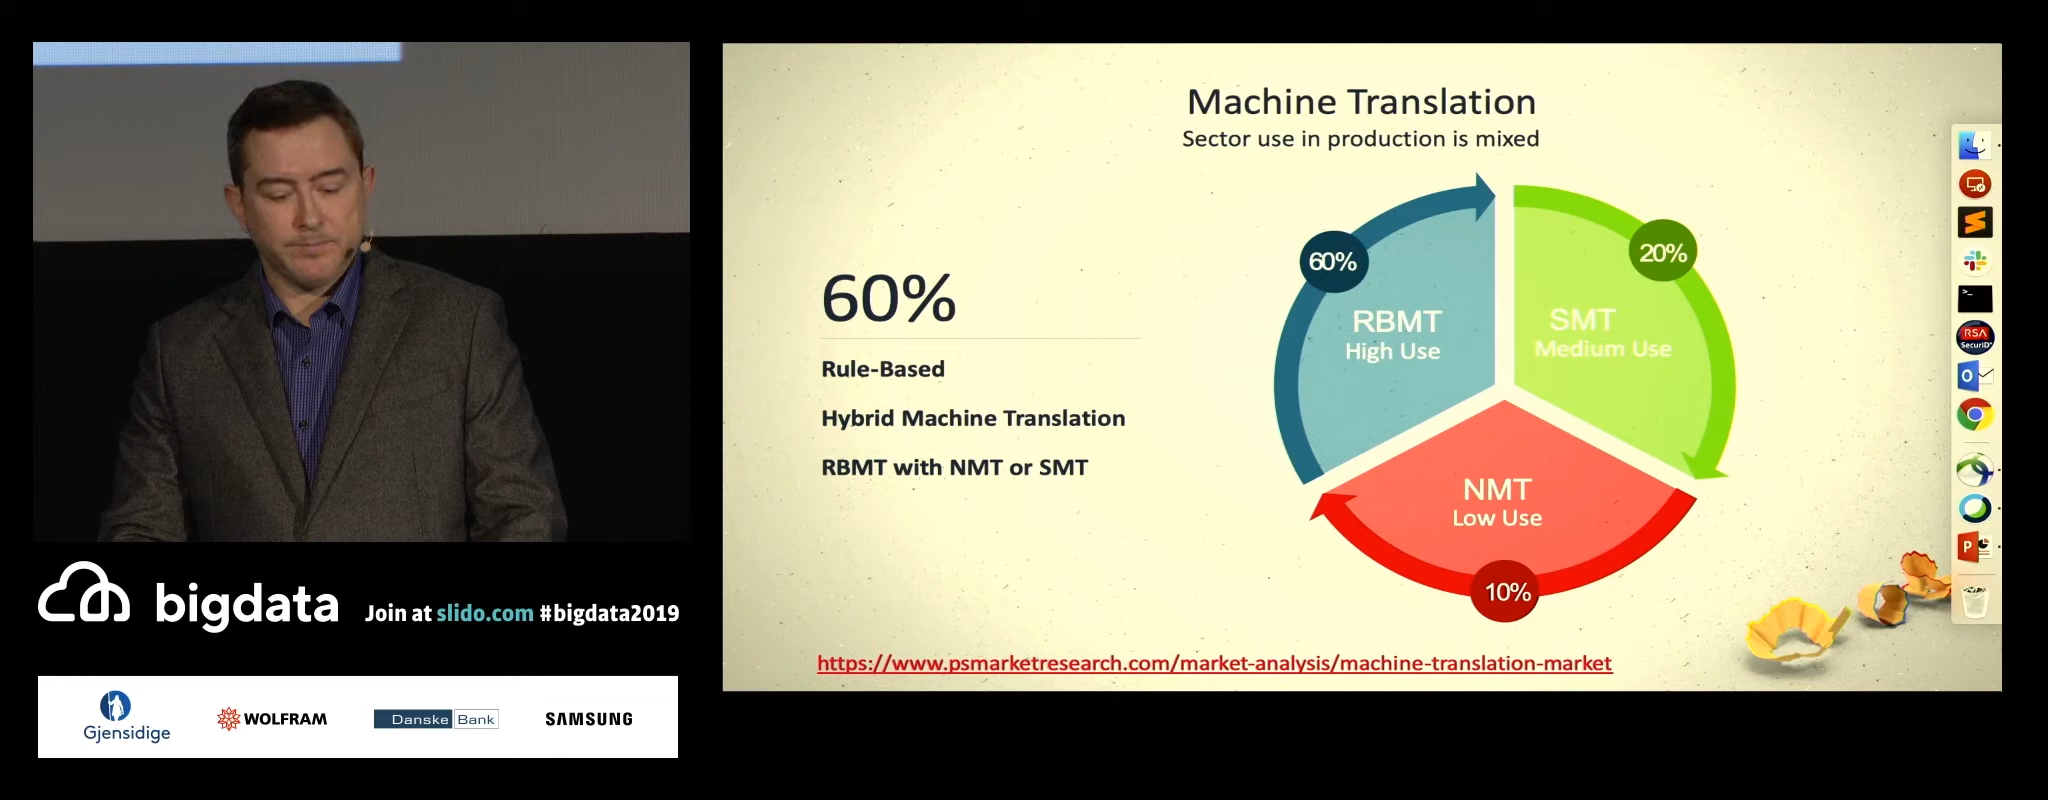 Machine Translation
Sector use in production is mixed
60%
Rule-Based
Hybrid Machine Translation
RBMT with NMT or SMT
60%
RBMT
High Use
20%
SMT
Medium Use
NMT
Low Use
10%
https://www.psmarketresearch.com/market-analysis/machine-translation-market
>_
RSA
SecurID
O
P
bigdata
Join at slido.com #bigdata2019
Gjensidige
WOLFRAM
Danske Bank
SAMSUNG